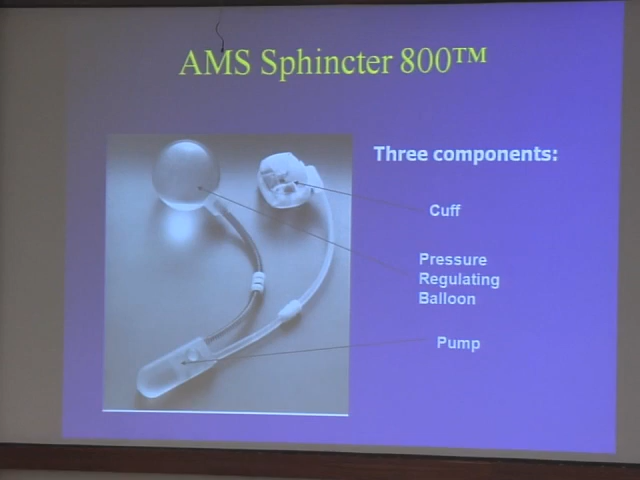 AMS Sphincter 800™
Three components:
Cuff
Pressure
Regulating
Balloon
Pump